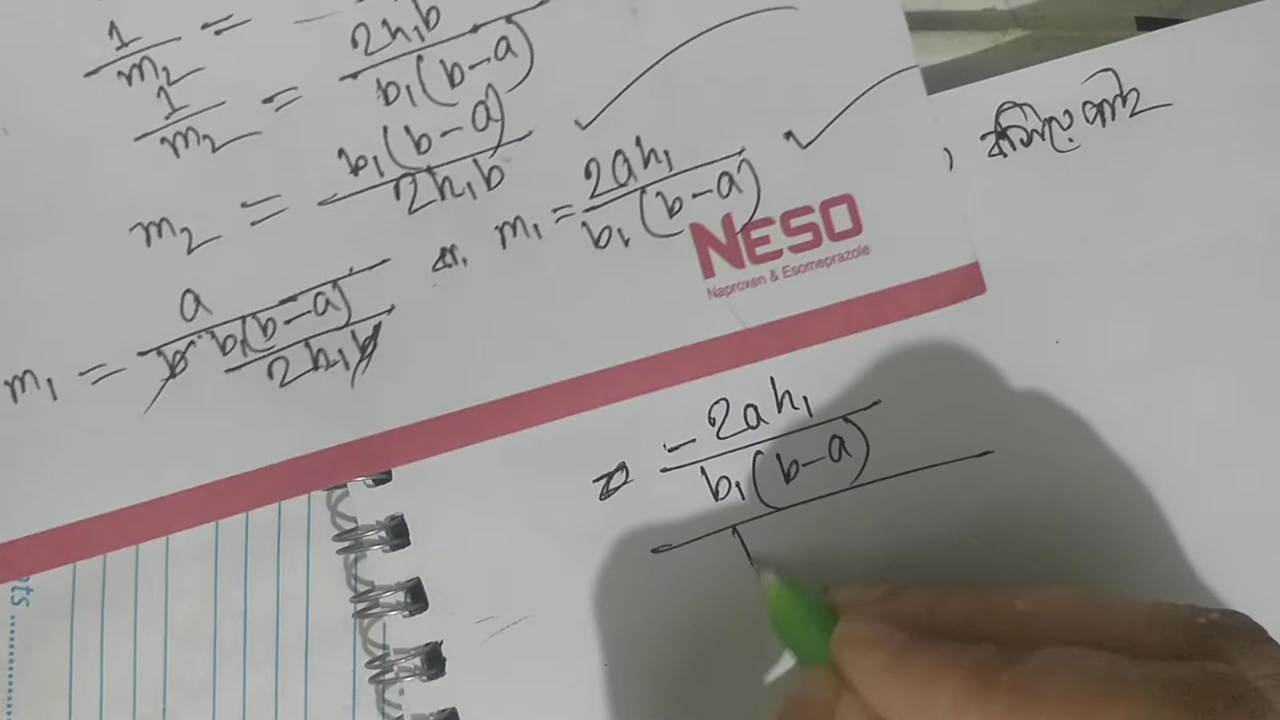 1/m₂ = - 2h₁b / b₁(b-a)
1/m₂ = b₁(b-a)
m₂ = - b₁(b-a) / 2h₁b
m₁ = a / b · b₁(b-a) / 2h₁b
বা, m₁ = 2ah₁ / b₁(b-a)
NESO
Naproxen & Esomeprazole
-2ah₁ / b₁(b-a)
ets